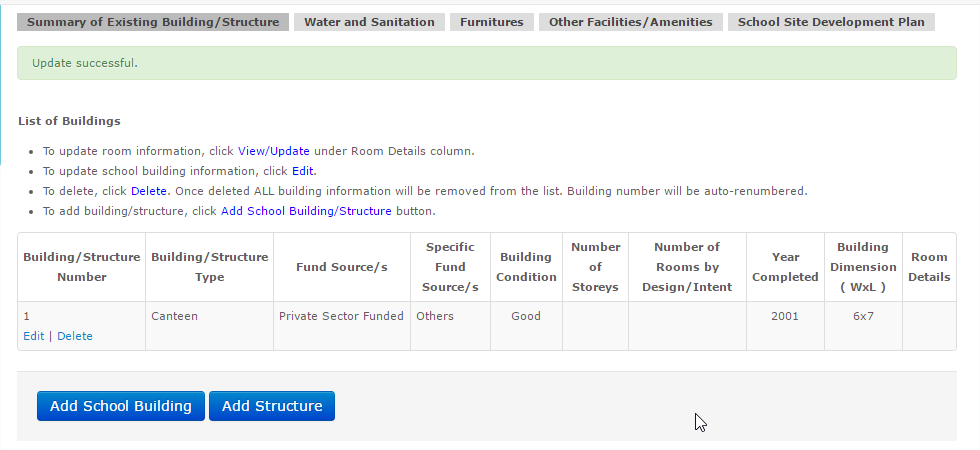 Summary of Existing Building/Structure Water and Sanitation Furnitures Other Facilities/Amenities School Site Development Plan
Update successful.
List of Buildings
• To update room information, click View/Update under Room Details column.
• To update school building information, click Edit.
• To delete, click Delete. Once deleted ALL building information will be removed from the list. Building number will be auto-renumbered.
• To add building/structure, click Add School Building/Structure button.
Building/Structure Number
Building/Structure Type
Fund Source/s
Specific Fund Source/s
Building Condition
Number of Storeys
Number of Rooms by Design/Intent
Year Completed
Building Dimension ( WxL )
Room Details
1 Canteen Private Sector Funded Others Good 2001 6x7
Edit | Delete
Add School Building Add Structure